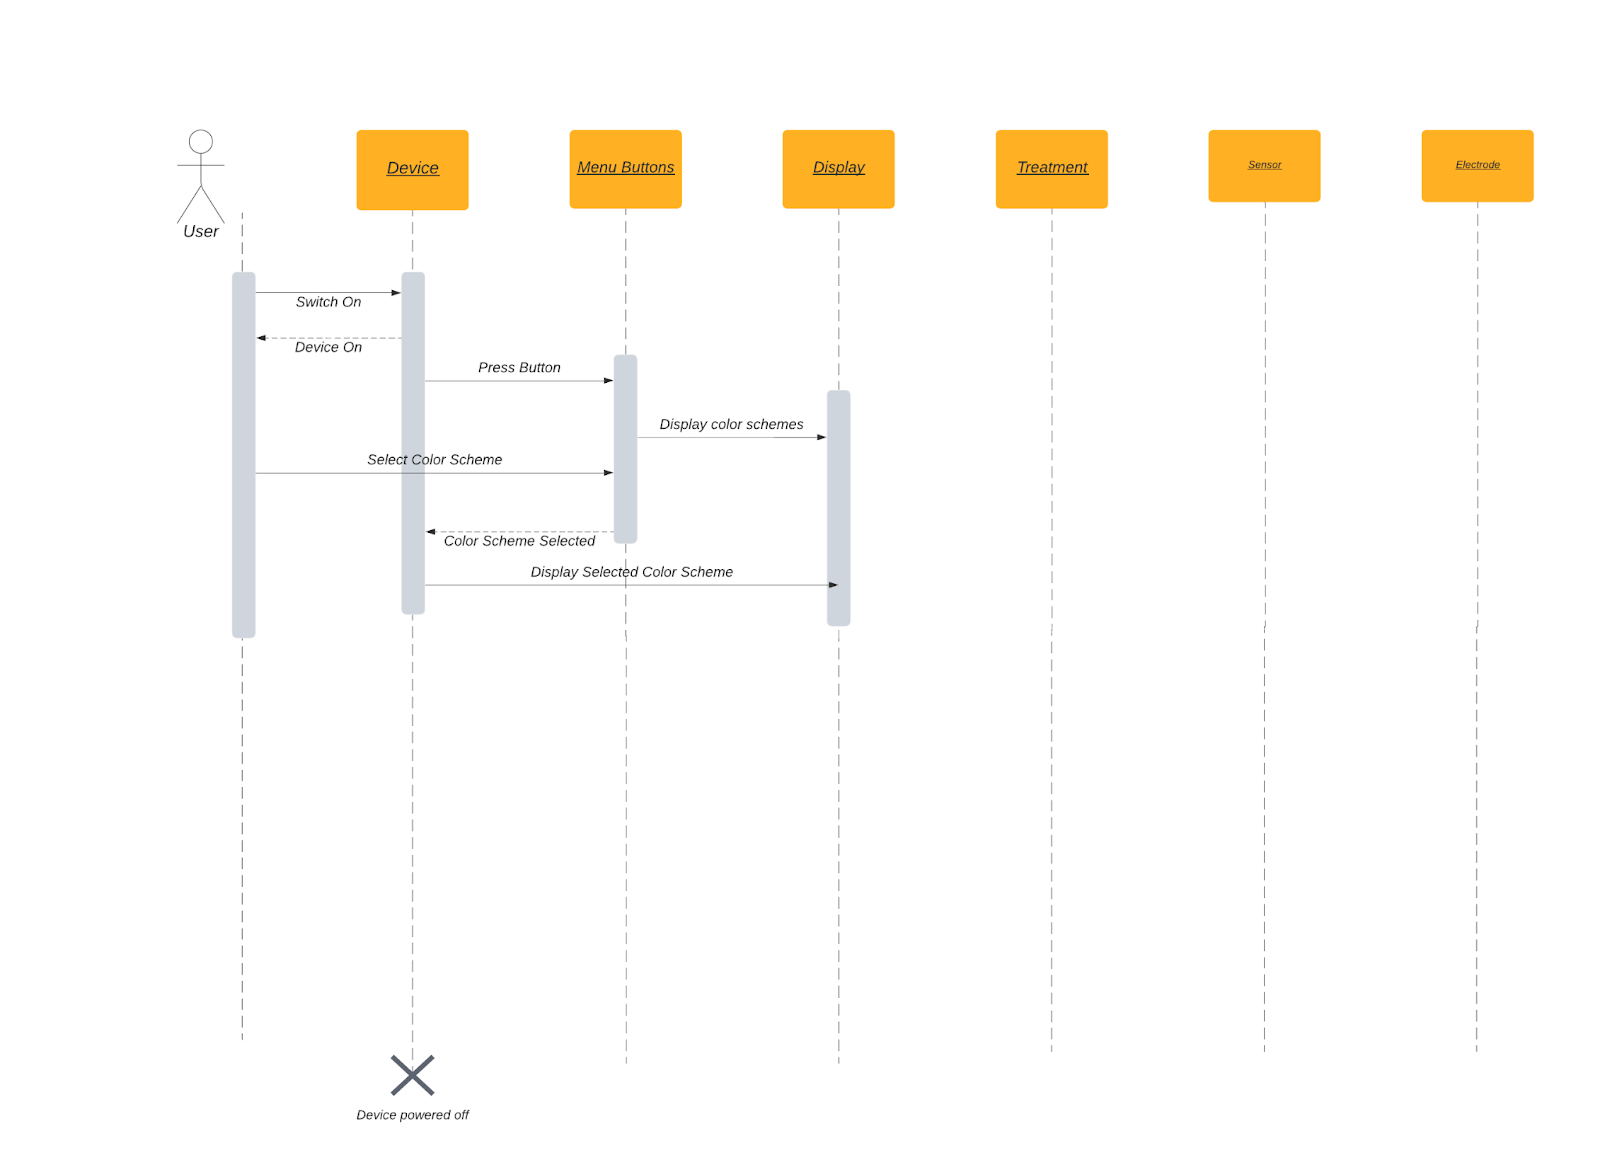 Device
Menu Buttons
Display
Treatment
Sensor
Electrode
User
Switch On
Device On
Press Button
Display color schemes
Select Color Scheme
Color Scheme Selected
Display Selected Color Scheme
Device powered off